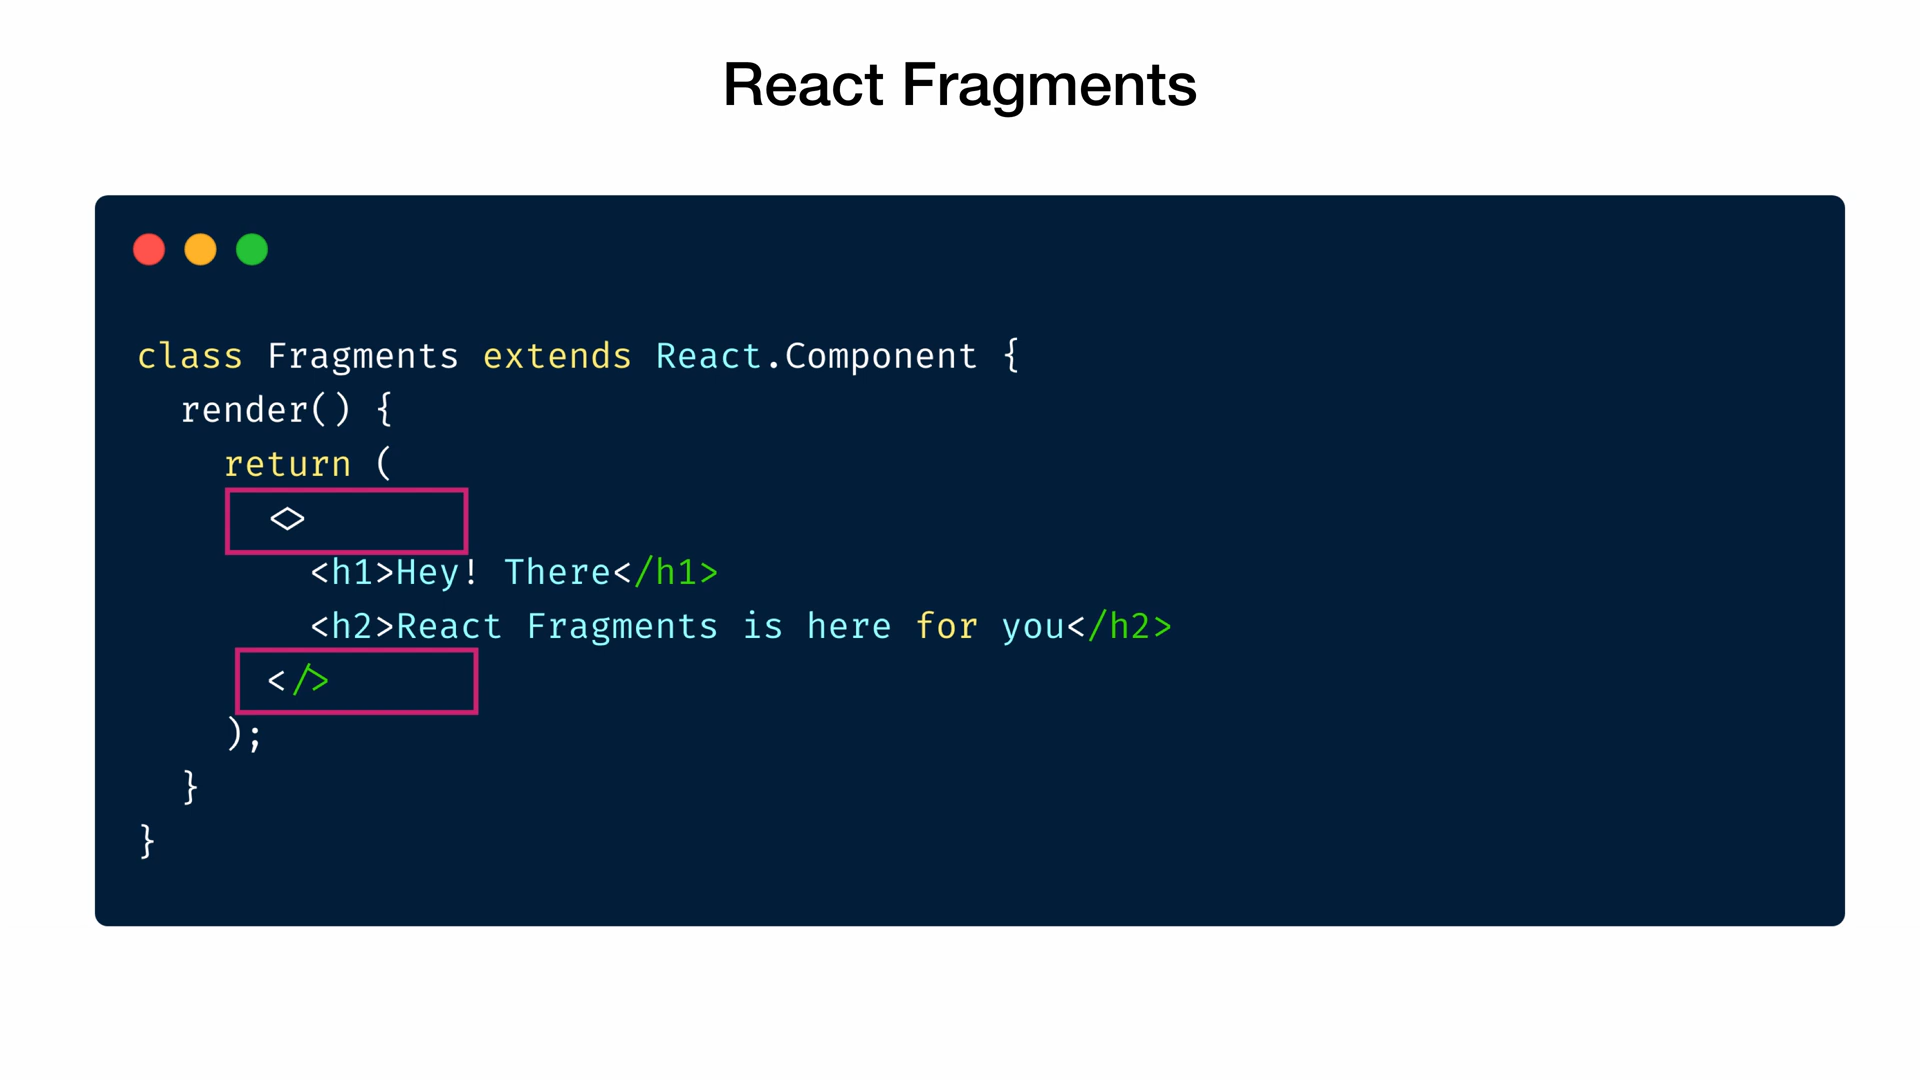 React Fragments
class Fragments extends React.Component {
  render() {
    return (
      <>
        <h1>Hey! There</h1>
        <h2>React Fragments is here for you</h2>
      </>
    );
  }
}